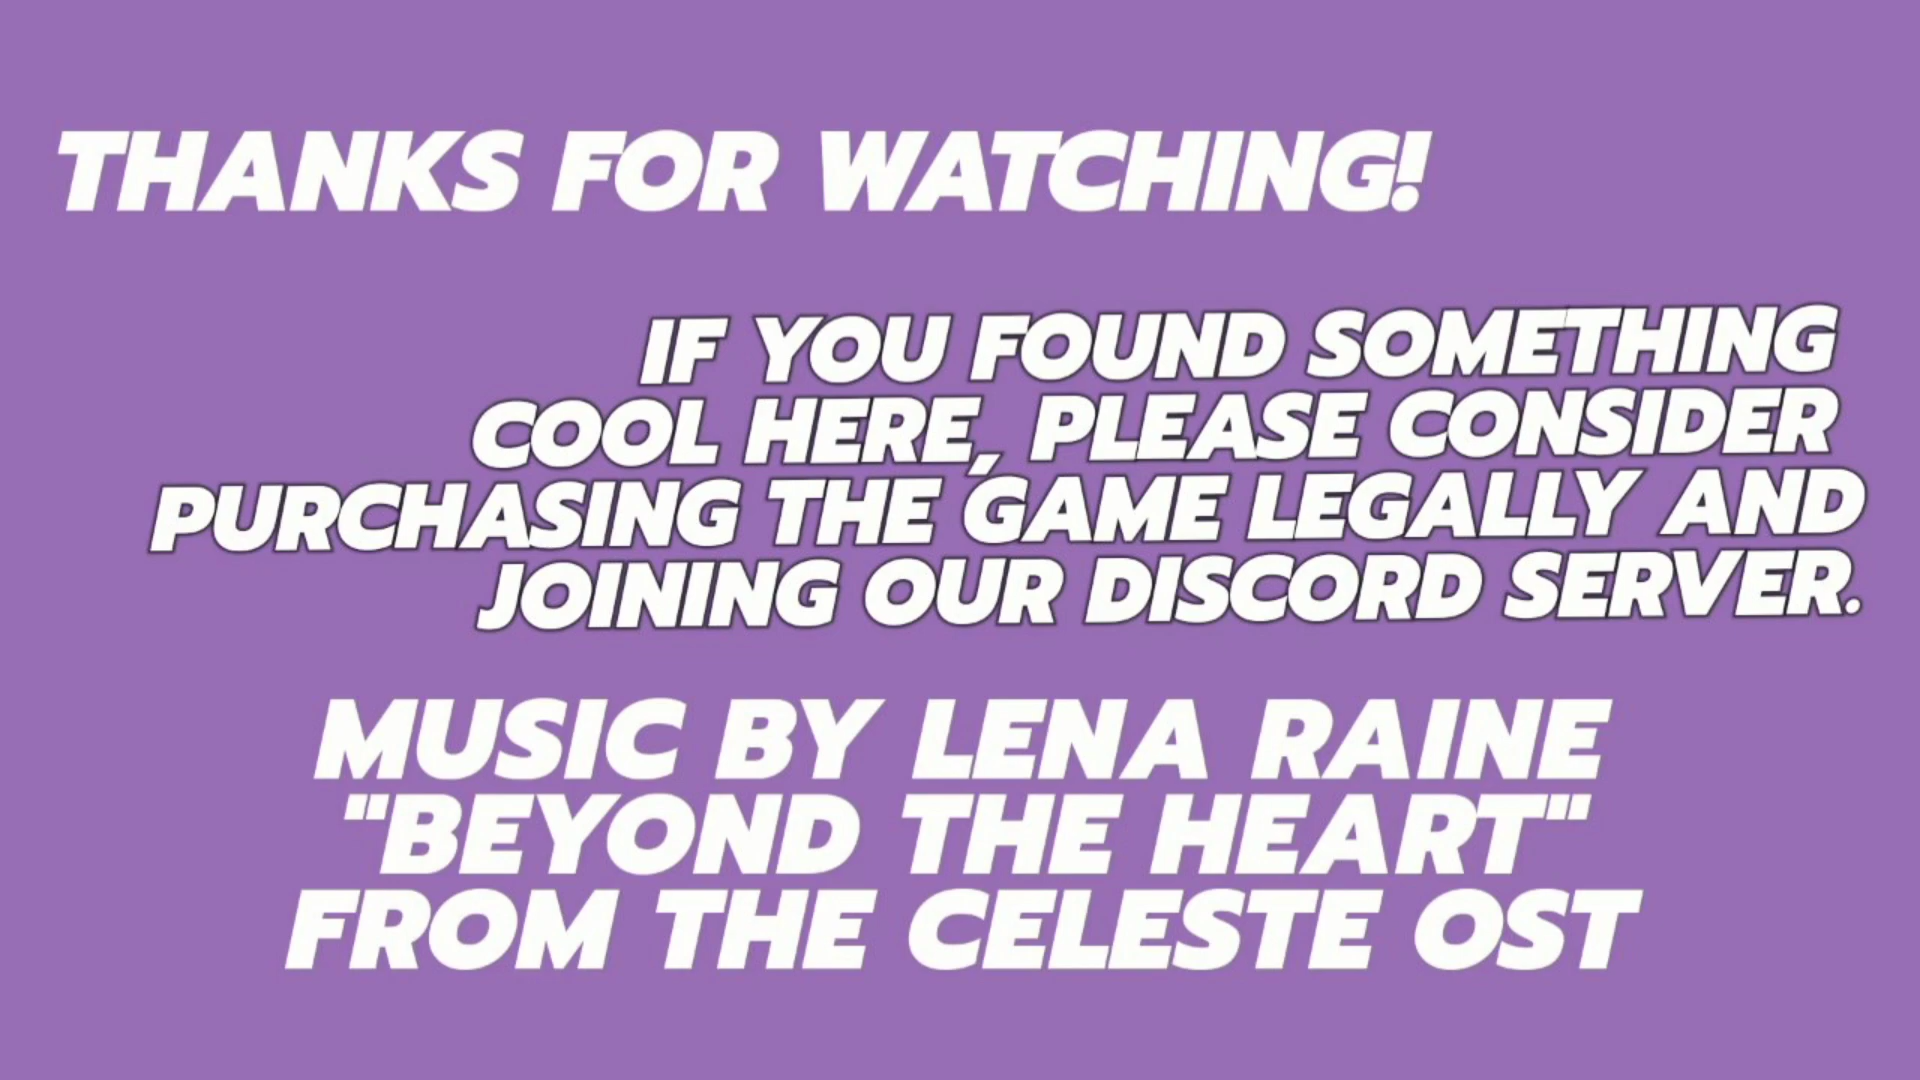 THANKS FOR WATCHING!
IF YOU FOUND SOMETHING
COOL HERE, PLEASE CONSIDER
PURCHASING THE GAME LEGALLY AND
JOINING OUR DISCORD SERVER.
MUSIC BY LENA RAINE
"BEYOND THE HEART"
FROM THE CELESTE OST